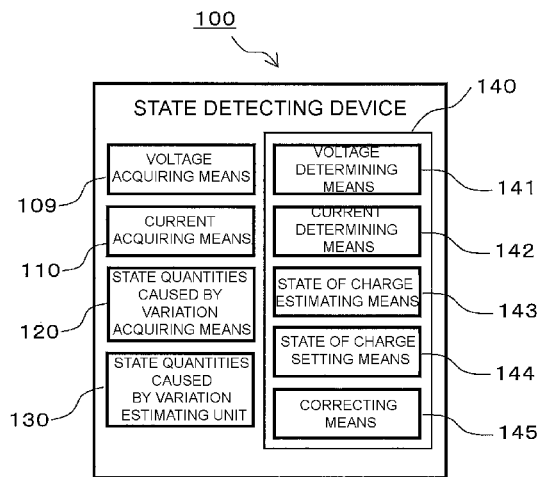 100
STATE DETECTING DEVICE
140
VOLTAGE
ACQUIRING MEANS
109
CURRENT
ACQUIRING MEANS
110
STATE QUANTITIES
CAUSED BY
VARIATION
ACQUIRING MEANS
120
STATE QUANTITIES
CAUSED
BY VARIATION
ESTIMATING UNIT
130
VOLTAGE
DETERMINING
MEANS
141
CURRENT
DETERMINING
MEANS
142
STATE OF CHARGE
ESTIMATING MEANS
143
STATE OF CHARGE
SETTING MEANS
144
CORRECTING
MEANS
145